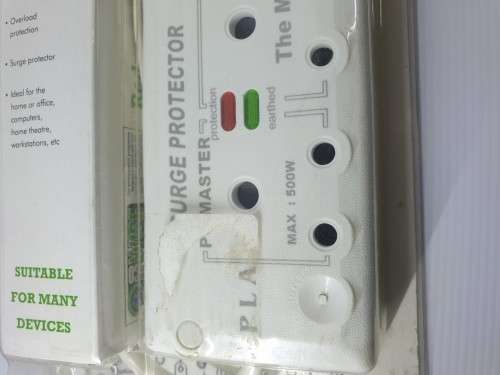 • Overload
protection
• Surge protector
• Ideal for the
home or office,
computers,
home theatre,
workstations, etc
SUITABLE
FOR MANY
DEVICES
SURGE PROTECTOR
MASTER
protection
earthed
The M
MAX : 500W
PLA